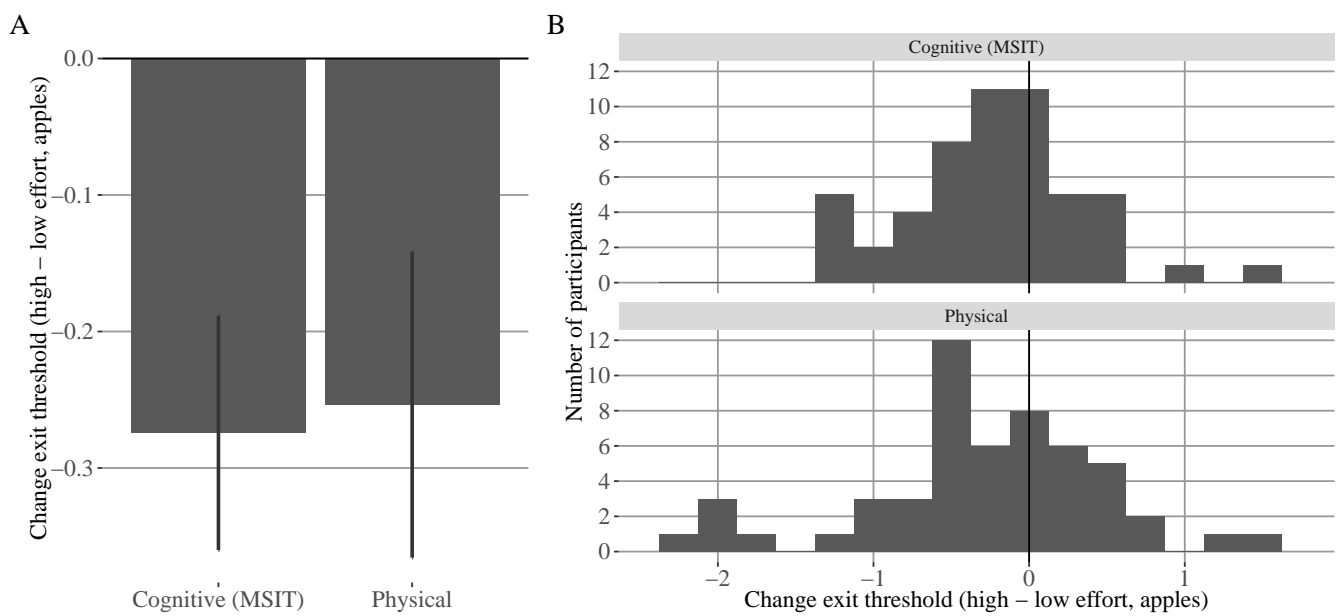 A
Change exit threshold (high − low effort, apples)
0.0
−0.1
−0.2
−0.3
Cognitive (MSIT)
Physical
B
Number of participants
Cognitive (MSIT)
12
10
8
6
4
2
0
Physical
12
10
8
6
4
2
0
−2
−1
0
1
Change exit threshold (high − low effort, apples)